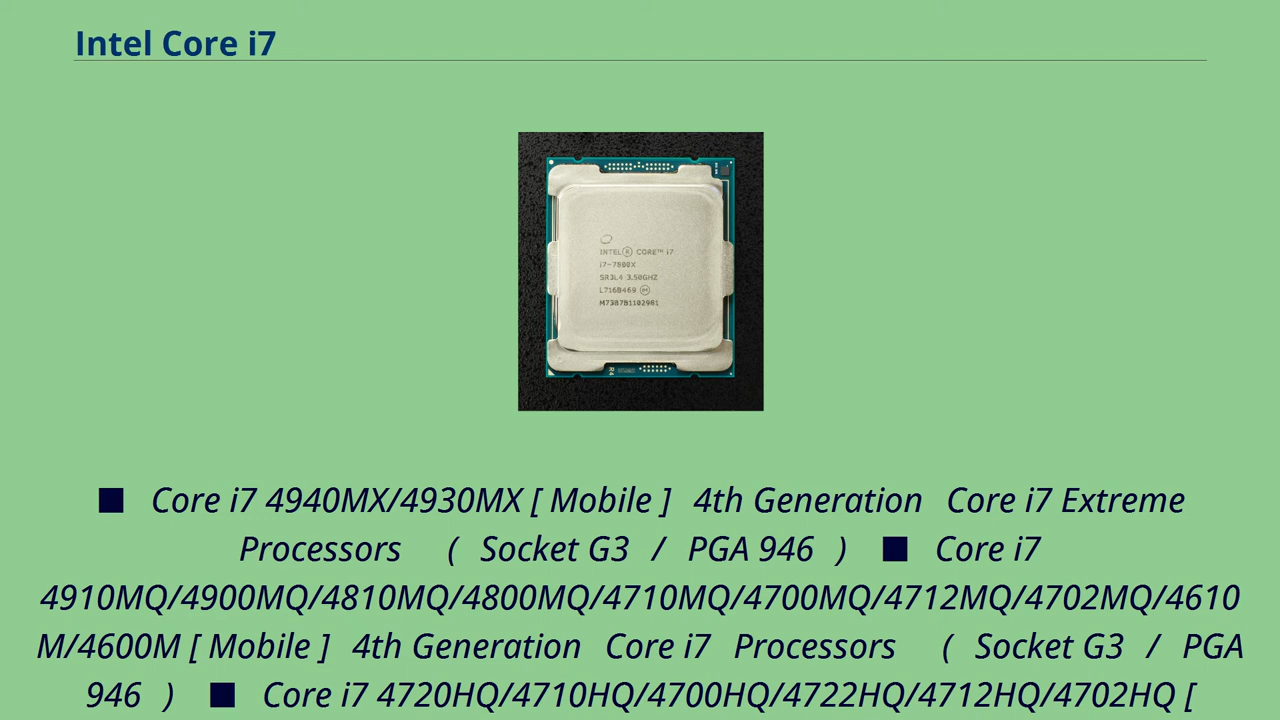 Intel Core i7
INTEL® CORE™ i7
i7-7800X
SR3L4 3.50GHZ
L716B469
■ Core i7 4940MX/4930MX [ Mobile ] 4th Generation Core i7 Extreme
Processors ( Socket G3 / PGA 946 ) ■ Core i7
4910MQ/4900MQ/4810MQ/4800MQ/4710MQ/4700MQ/4712MQ/4702MQ/4610
M/4600M [ Mobile ] 4th Generation Core i7 Processors ( Socket G3 / PGA
946 ) ■ Core i7 4720HQ/4710HQ/4700HQ/4722HQ/4712HQ/4702HQ [